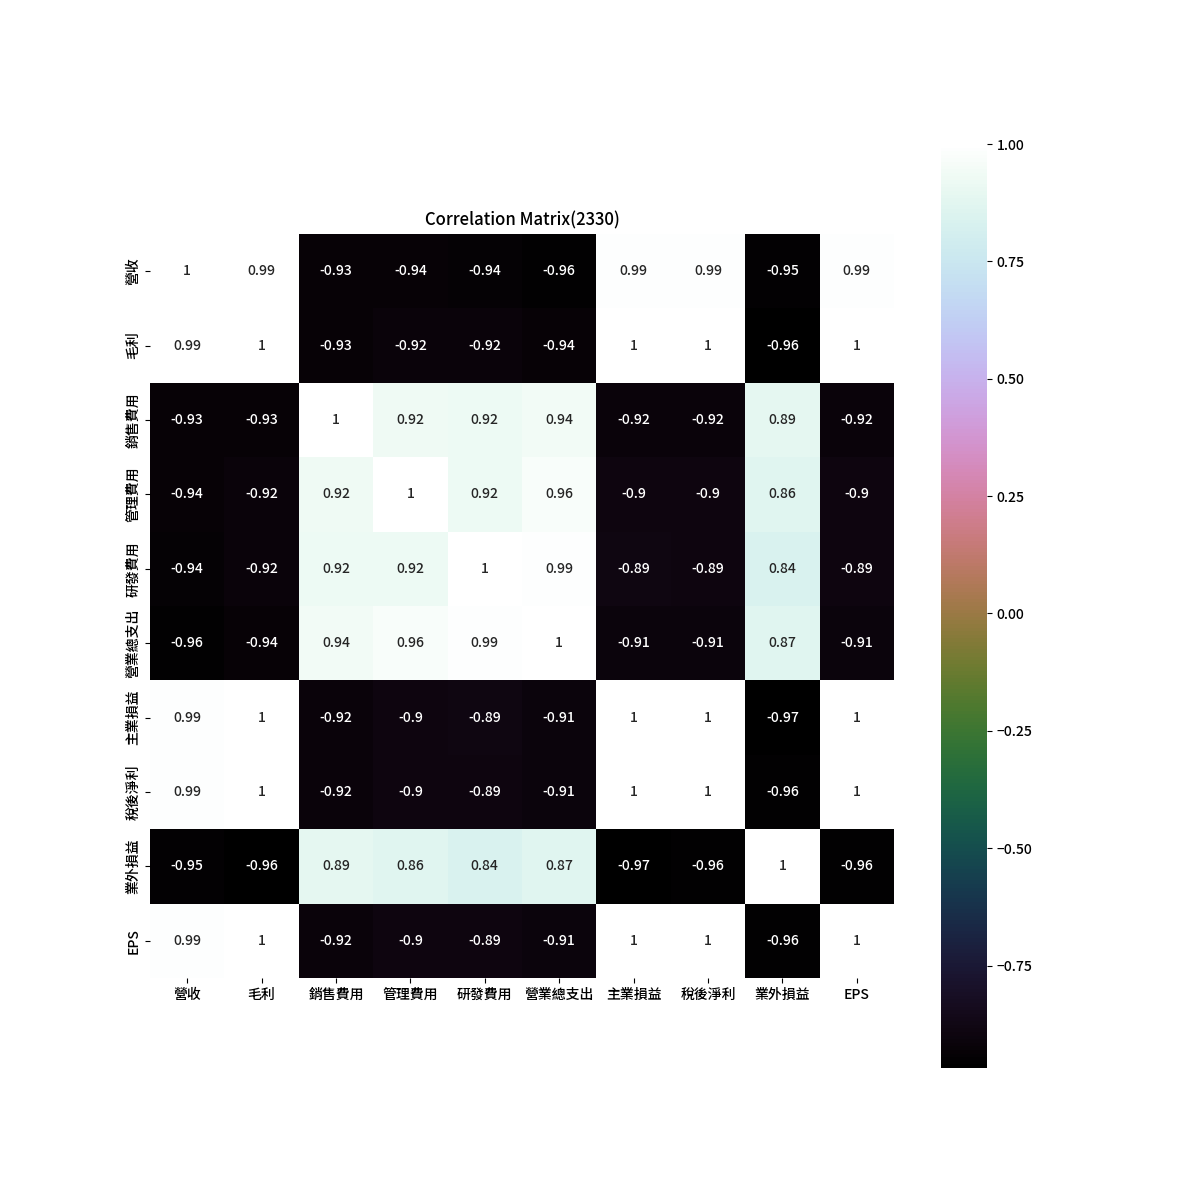 Correlation Matrix(2330)
營收 1 0.99 -0.93 -0.94 -0.94 -0.96 0.99 0.99 -0.95 0.99
毛利 0.99 1 -0.93 -0.92 -0.92 -0.94 1 1 -0.96 1
銷售費用 -0.93 -0.93 1 0.92 0.92 0.94 -0.92 -0.92 0.89 -0.92
管理費用 -0.94 -0.92 0.92 1 0.92 0.96 -0.9 -0.9 0.86 -0.9
研發費用 -0.94 -0.92 0.92 0.92 1 0.99 -0.89 -0.89 0.84 -0.89
營業總支出 -0.96 -0.94 0.94 0.96 0.99 1 -0.91 -0.91 0.87 -0.91
主業損益 0.99 1 -0.92 -0.9 -0.89 -0.91 1 1 -0.97 1
稅後淨利 0.99 1 -0.92 -0.9 -0.89 -0.91 1 1 -0.96 1
業外損益 -0.95 -0.96 0.89 0.86 0.84 0.87 -0.97 -0.96 1 -0.96
EPS 0.99 1 -0.92 -0.9 -0.89 -0.91 1 1 -0.96 1
營收 毛利 銷售費用 管理費用 研發費用 營業總支出 主業損益 稅後淨利 業外損益 EPS
1.00
0.75
0.50
0.25
0.00
−0.25
−0.50
−0.75